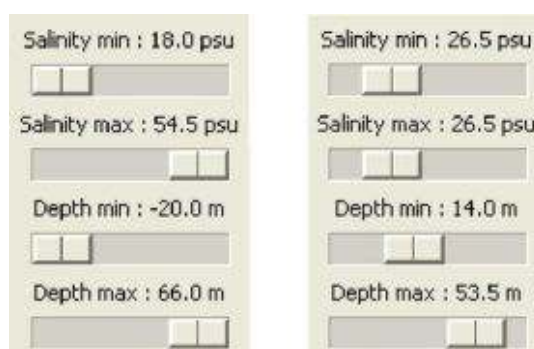 Salinity min : 18.0 psu
Salinity max : 54.5 psu
Depth min : -20.0 m
Depth max : 66.0 m
Salinity min : 26.5 psu
Salinity max : 26.5 psu
Depth min : 14.0 m
Depth max : 53.5 m